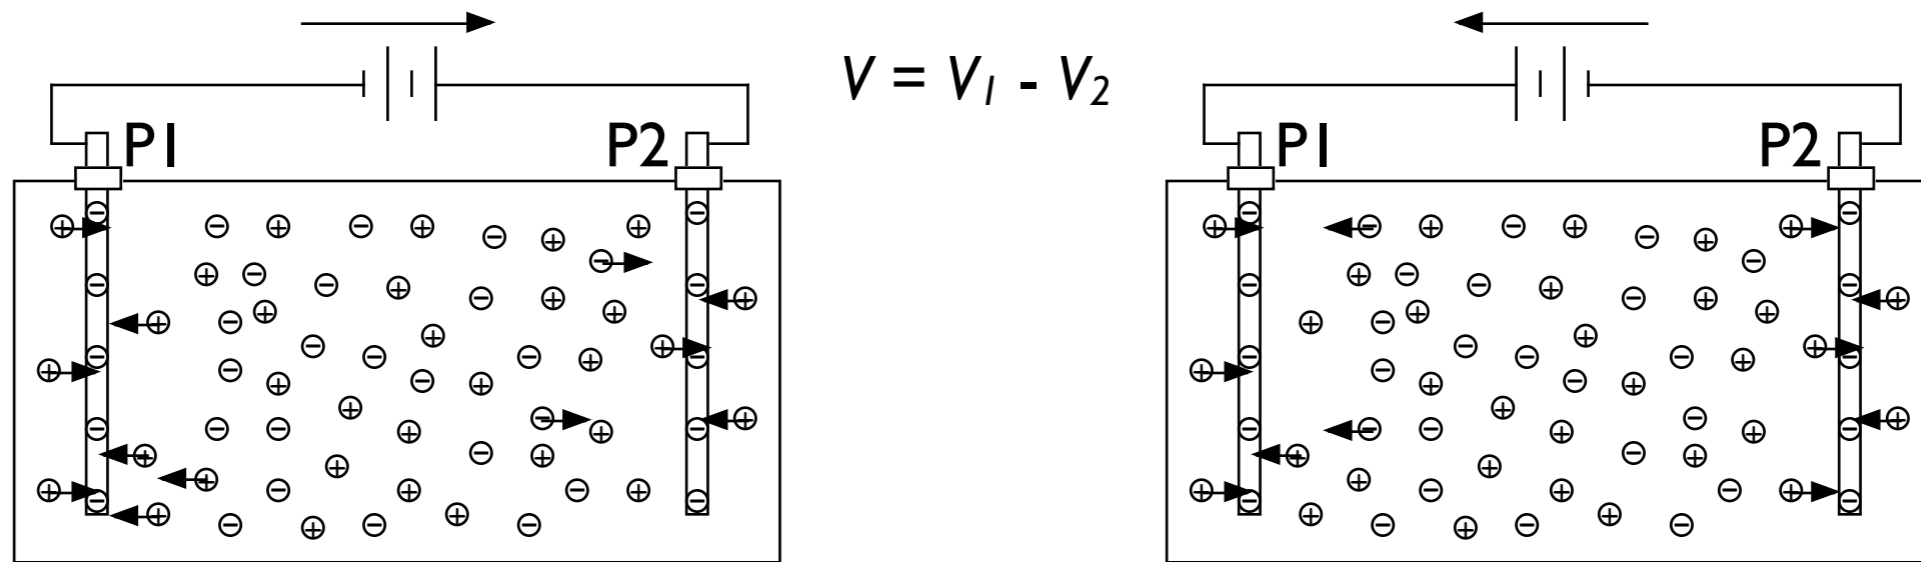 V = V1 - V2
P1
P2
P1
P2